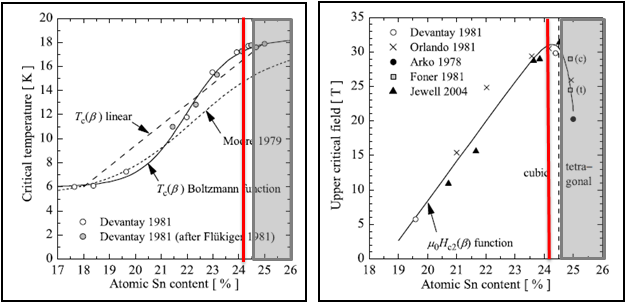 20
18
16
14
12
10
8
6
4
2
0
Critical temperature [ K ]
Tc(β) linear
Moore 1979
Tc(β) Boltzmann function
Devantay 1981
Devantay 1981 (after Flükiger 1981)
17 18 19 20 21 22 23 24 25 26
Atomic Sn content [ % ]
35
30
25
20
15
10
5
0
Upper critical field [ T ]
Devantay 1981
Orlando 1981
Arko 1978
Foner 1981
Jewell 2004
(c)
(t)
cubic
tetra-
gonal
μ0Hc2(β) function
18 19 20 21 22 23 24 25 26
Atomic Sn content [ % ]